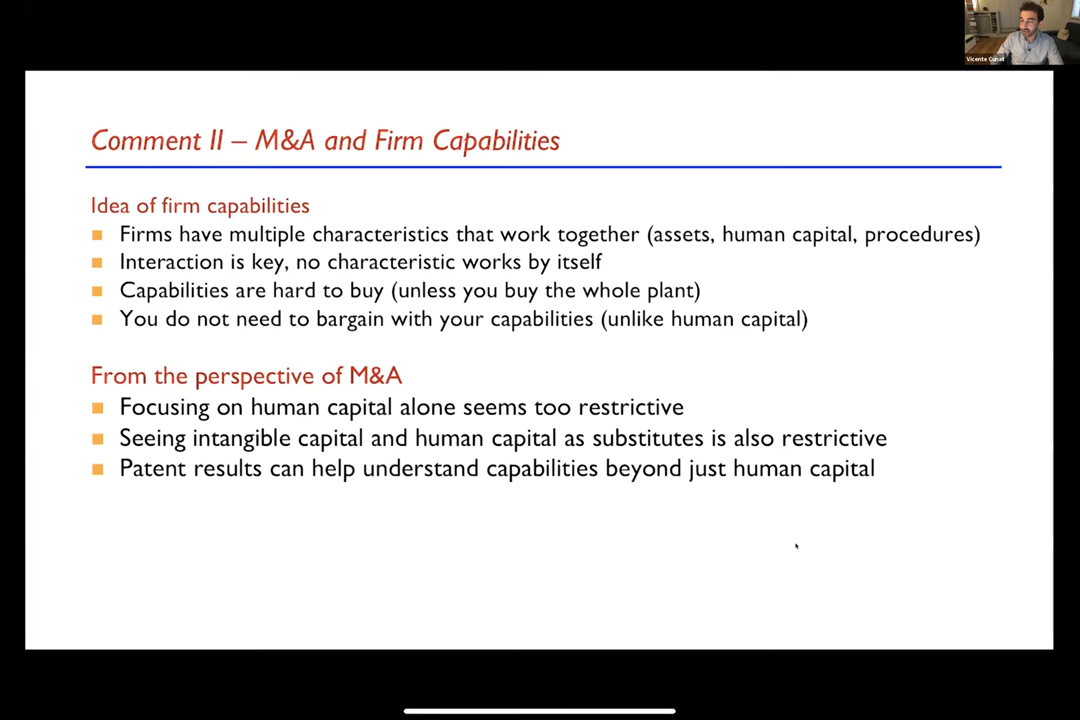 Vicente Cunat
Comment II – M&A and Firm Capabilities
Idea of firm capabilities
Firms have multiple characteristics that work together (assets, human capital, procedures)
Interaction is key, no characteristic works by itself
Capabilities are hard to buy (unless you buy the whole plant)
You do not need to bargain with your capabilities (unlike human capital)
From the perspective of M&A
Focusing on human capital alone seems too restrictive
Seeing intangible capital and human capital as substitutes is also restrictive
Patent results can help understand capabilities beyond just human capital